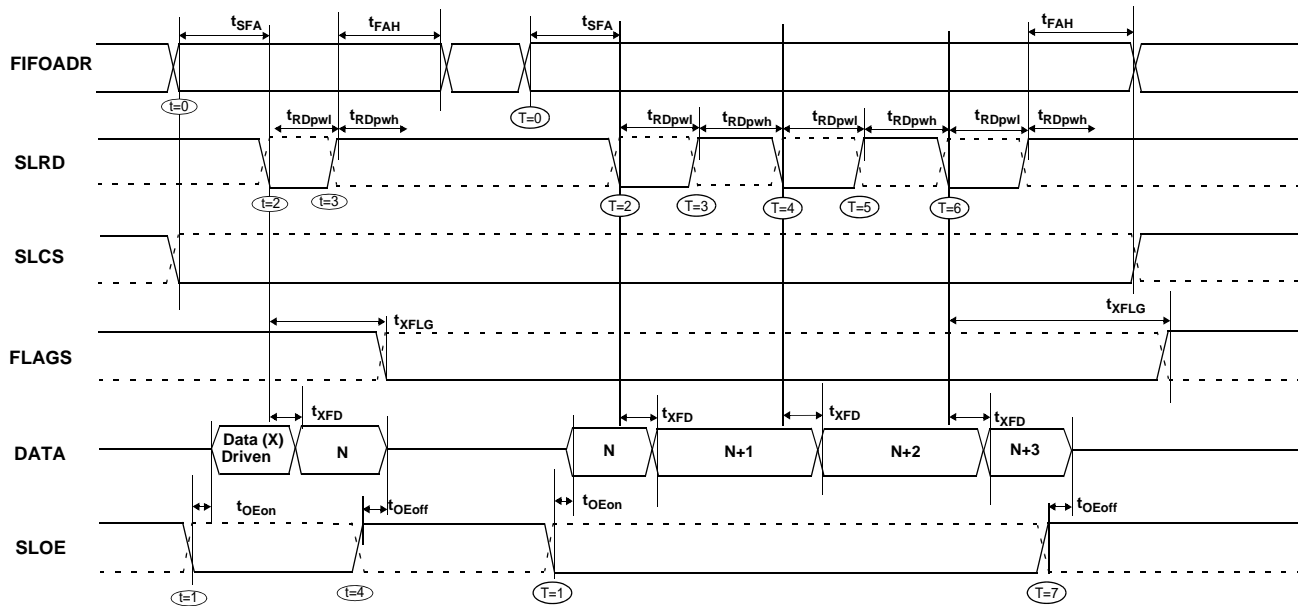 tSFA tFAH tSFA tFAH
FIFOADR
t=0 T=0
tRDpwl tRDpwh tRDpwl tRDpwh tRDpwl tRDpwh tRDpwl tRDpwh
SLRD
t=2 t=3 T=2 T=3 T=4 T=5 T=6
SLCS
tXFLG tXFLG
FLAGS
tXFD tXFD tXFD tXFD
DATA
Data (X)
Driven
N N N+1 N+2 N+3
tOEon tOEoff tOEon tOEoff
SLOE
t=1 t=4 T=1 T=7